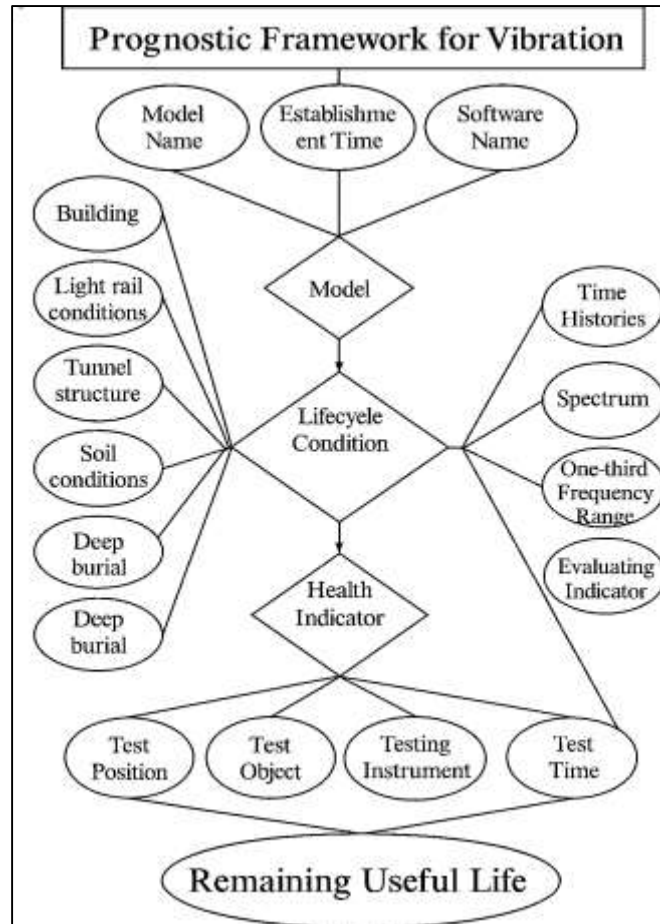 Prognostic Framework for Vibration
Model
Name
Establishme
ent Time
Software
Name
Building
Light rail
conditions
Tunnel
structure
Soil
conditions
Deep
burial
Deep
burial
Model
Lifecyele
Condition
Health
Indicator
Time
Histories
Spectrum
One-third
Frequency
Range
Evaluating
Indicator
Test
Position
Test
Object
Testing
Instrument
Test
Time
Remaining Useful Life